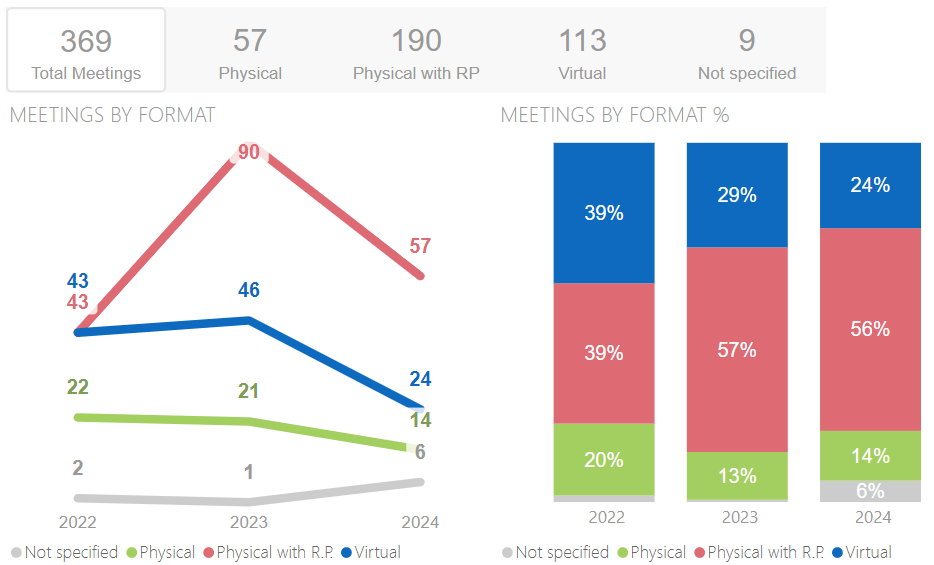 369 57 190 113 9
Total Meetings Physical Physical with RP Virtual Not specified
MEETINGS BY FORMAT
90
57
43
43
46
24
22
21
14
6
2
1
2022 2023 2024
Not specified Physical Physical with R.P. Virtual
MEETINGS BY FORMAT %
39% 29% 24%
39% 57% 56%
20% 13% 14%
6%
2022 2023 2024
Not specified Physical Physical with R.P. Virtual